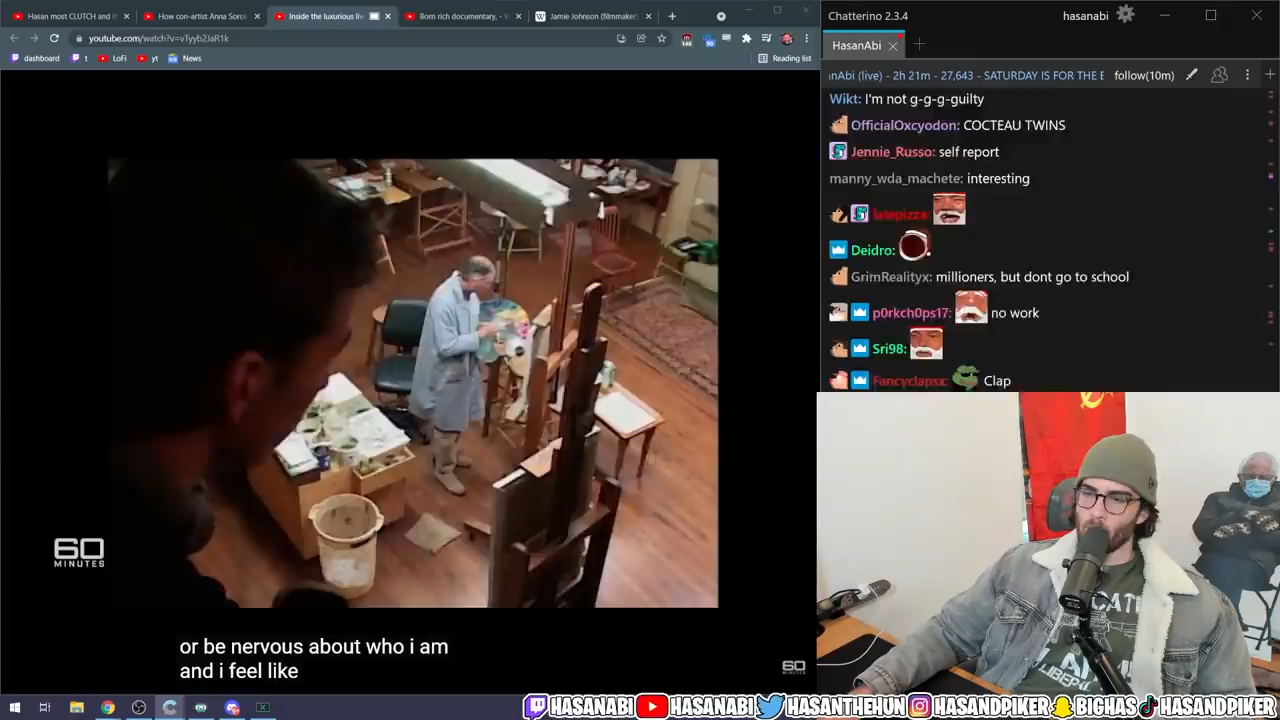 Hasan most CLUTCH and I
How con-artist Anna Sorok
Inside the luxurious li
Born rich documentary, -
Jamie Johnson (filmmaker
youtube.com/watch?v=vTyyb2JaR1k
dashboard
t
LoFi
yt
News
Reading list
60
MINUTES
or be nervous about who i am
and i feel like
60
Chatterino 2.3.4
hasanabi
HasanAbi
nAbi (live) - 2h 21m - 27,643 - SATURDAY IS FOR THE E
follow(10m)
Wikt: I'm not g-g-g-guilty
OfficialOxcyodon: COCTEAU TWINS
Jennie_Russo: self report
manny_wda_machete: interesting
latepizza
Deidro:
GrimRealityx: millioners, but dont go to school
p0rkch0ps17: no work
Sri98:
Fancyclapsx: Clap
HASANABI
HASANABI
HASANTHEHUN
HASANDPIKER
BIGHAS
HASANDPIKER